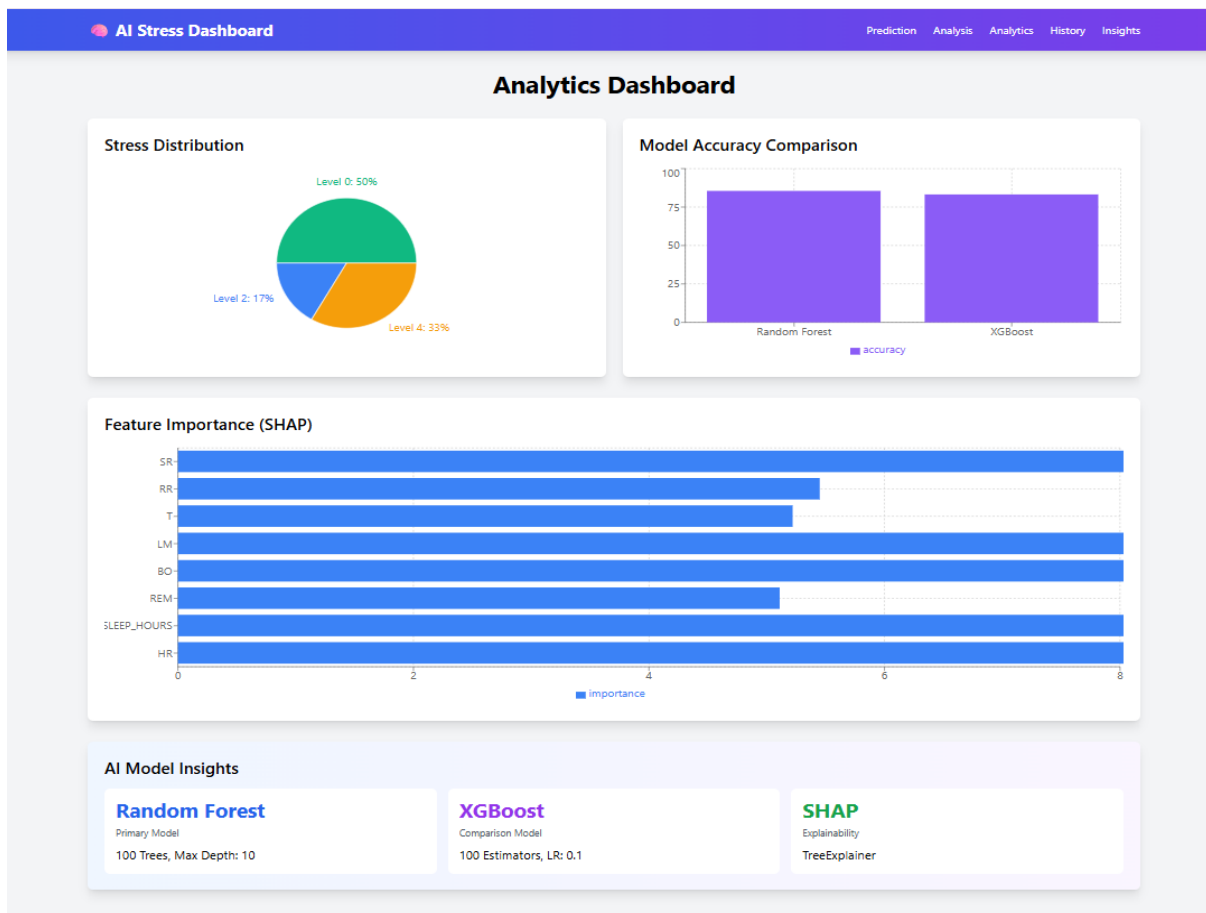 AI Stress Dashboard
Prediction Analysis Analytics History Insights
Analytics Dashboard
Stress Distribution
Level 0: 50%
Level 2: 17%
Level 4: 33%
Model Accuracy Comparison
100
75
50
25
0
Random Forest XGBoost
accuracy
Feature Importance (SHAP)
SR
RR
T
LM
BO
REM
SLEEP_HOURS
HR
0 2 4 6 8
importance
AI Model Insights
Random Forest
Primary Model
100 Trees, Max Depth: 10
XGBoost
Comparison Model
100 Estimators, LR: 0.1
SHAP
Explainability
TreeExplainer